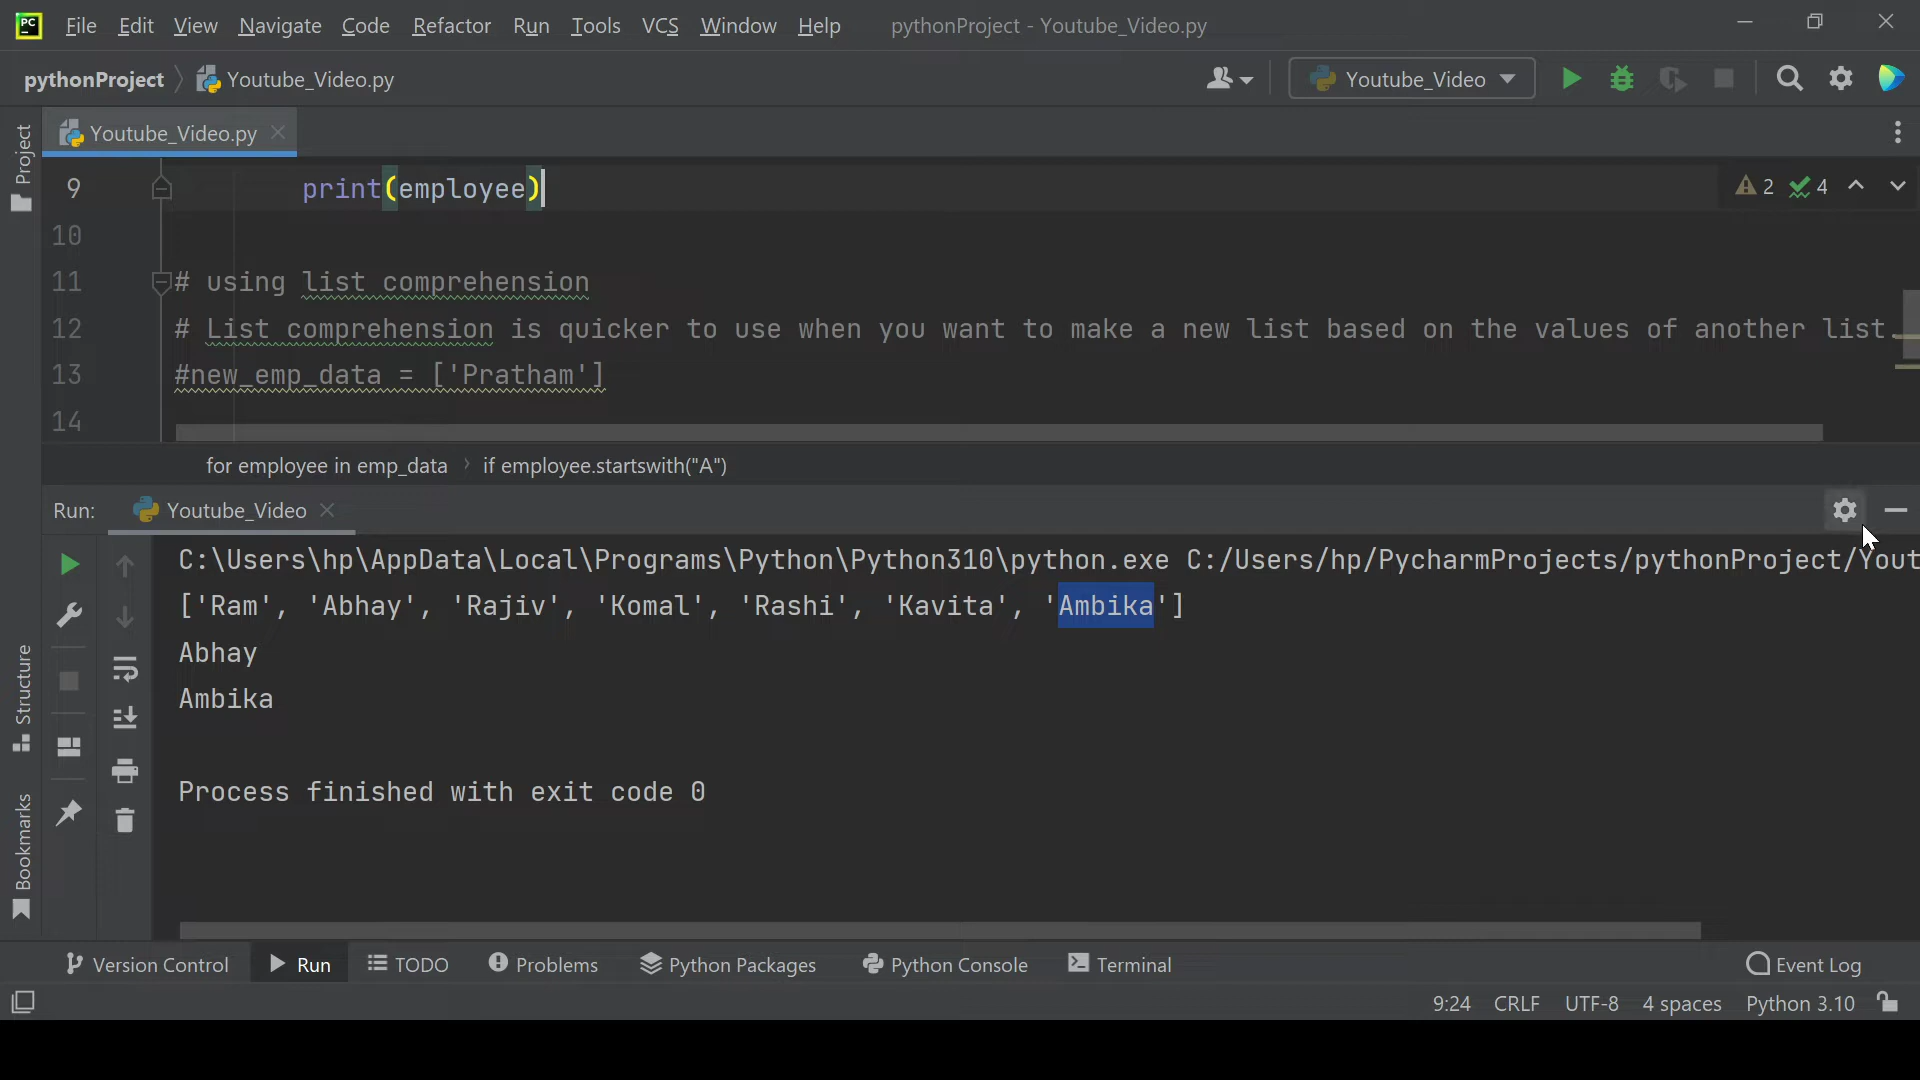 PC File Edit View Navigate Code Refactor Run Tools VCS Window Help pythonProject - Youtube_Video.py
pythonProject Youtube_Video.py Youtube_Video
Project
Youtube_Video.py
9 print(employee) 2 4
10
11 # using list comprehension
12 # List comprehension is quicker to use when you want to make a new list based on the values of another list.
13 #new_emp_data = ['Pratham']
14
for employee in emp_data if employee.startswith("A")
Run: Youtube_Video
C:\Users\hp\AppData\Local\Programs\Python\Python310\python.exe C:/Users/hp/PycharmProjects/pythonProject/Yout
['Ram', 'Abhay', 'Rajiv', 'Komal', 'Rashi', 'Kavita', 'Ambika']
Abhay
Ambika
Process finished with exit code 0
Structure
Bookmarks
Version Control Run TODO Problems Python Packages Python Console Terminal Event Log
9:24 CRLF UTF-8 4 spaces Python 3.10